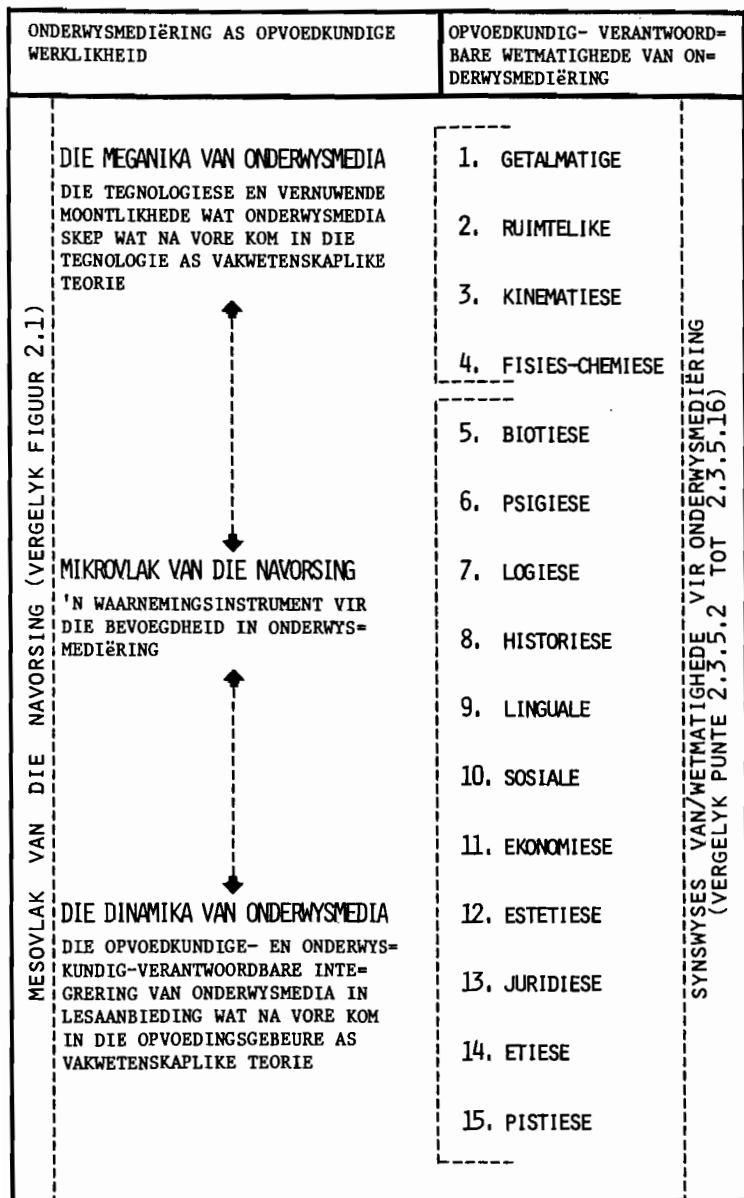 ONDERWYSMEDIëRING AS OPVOEDKUNDIGE
WERKLIKHEID
OPVOEDKUNDIG- VERANTWOORD=
BARE WETMATIGHEDE VAN ON=
DERWYSMEDIëRING
MESOVLAK VAN DIE NAVORSING (VERGELYK FIGUUR 2.1)
DIE MEGANIKA VAN ONDERWYSMEDIA
DIE TEGNOLOGIESE EN VERNUWENDE
MOONTLIKHEDE WAT ONDERWYSMEDIA
SKEP WAT NA VORE KOM IN DIE
TEGNOLOGIE AS VAKWETENSKAPLIKE
TEORIE
MIKROVLAK VAN DIE NAVORSING
'N WAARNEMINGSINSTRUMENT VIR
DIE BEVOEGDHEID IN ONDERWYS=
MEDIëRING
DIE DINAMIKA VAN ONDERWYSMEDIA
DIE OPVOEDKUNDIGE- EN ONDERWYS=
KUNDIG-VERANTWOORDBARE INTE=
GRERING VAN ONDERWYSMEDIA IN
LESAANBIEDING WAT NA VORE KOM
IN DIE OPVOEDINGSGEBEURE AS
VAKWETENSKAPLIKE TEORIE
1. GETALMATIGE
2. RUIMTELIKE
3. KINEMATIESE
4. FISIES-CHEMIESE
5. BIOTIESE
6. PSIGIESE
7. LOGIESE
8. HISTORIESE
9. LINGUALE
10. SOSIALE
11. EKONOMIESE
12. ESTETIESE
13. JURIDIESE
14. ETIESE
15. PISTIESE
SYNSWYSES VAN/WETMATIGHEDE VIR ONDERWYSMEDIËRING
(VERGELYK PUNTE 2.3.5.2 TOT 2.3.5.16)